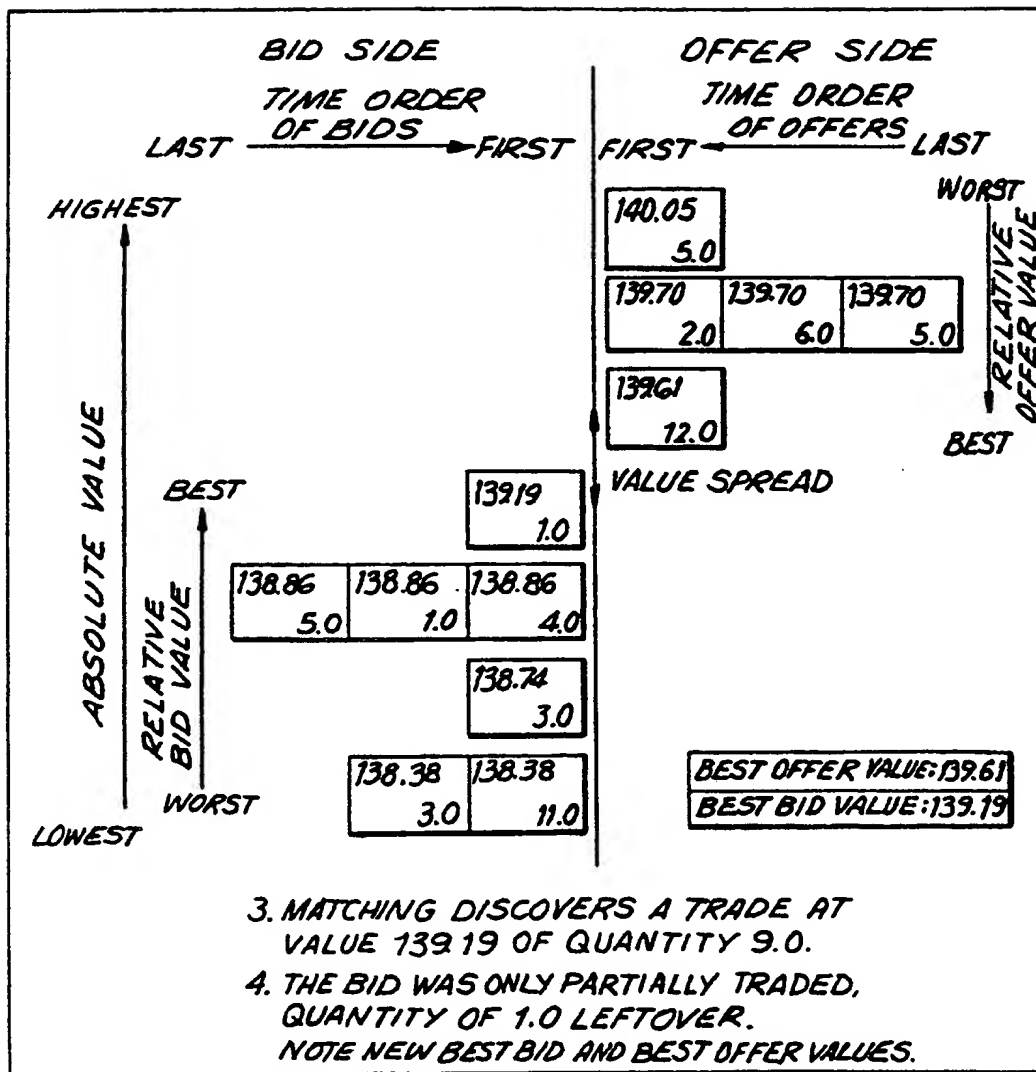 BID SIDE
OFFER SIDE
TIME ORDER
OF BIDS
TIME ORDER
OF OFFERS
LAST
FIRST
FIRST
LAST
HIGHEST
WORST
140.05
5.0
RELATIVE
OFFER VALUE
139.70 139.70 139.70
2.0 6.0 5.0
139.61
12.0
BEST
ABSOLUTE VALUE
BEST
139.19
1.0
VALUE SPREAD
RELATIVE
BID VALUE
138.86 138.86 138.86
5.0 1.0 4.0
138.74
3.0
138.38 138.38
3.0 11.0
WORST
LOWEST
BEST OFFER VALUE:139.61
BEST BID VALUE:139.19
3. MATCHING DISCOVERS A TRADE AT
VALUE 139.19 OF QUANTITY 9.0.
4. THE BID WAS ONLY PARTIALLY TRADED,
QUANTITY OF 1.0 LEFTOVER.
NOTE NEW BEST BID AND BEST OFFER VALUES.